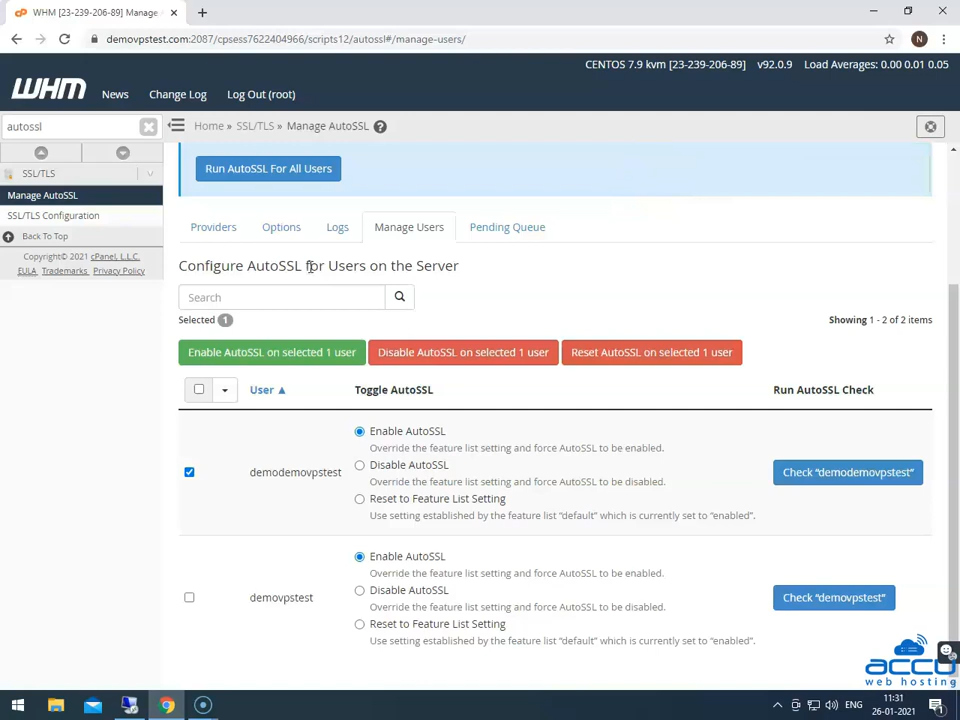 WHM [23-239-206-89] Manage A
demovpstest.com:2087/cpsess7622404966/scripts12/autossl#/manage-users/
N
CENTOS 7.9 kvm [23-239-206-89] v92.0.9 Load Averages: 0.00 0.01 0.05
WHM News Change Log Log Out (root)
autossl
Home » SSL/TLS » Manage AutoSSL
SSL/TLS
Manage AutoSSL
SSL/TLS Configuration
Back To Top
Copyright© 2021 cPanel, L.L.C.
EULA Trademarks Privacy Policy
Run AutoSSL For All Users
Providers Options Logs Manage Users Pending Queue
Configure AutoSSL for Users on the Server
Search
Selected 1
Showing 1 - 2 of 2 items
Enable AutoSSL on selected 1 user Disable AutoSSL on selected 1 user Reset AutoSSL on selected 1 user
User Toggle AutoSSL Run AutoSSL Check
Enable AutoSSL
Override the feature list setting and force AutoSSL to be enabled.
demodemovpstest
Disable AutoSSL
Override the feature list setting and force AutoSSL to be disabled.
Check “demodemovpstest”
Reset to Feature List Setting
Use setting established by the feature list “default” which is currently set to “enabled”.
Enable AutoSSL
Override the feature list setting and force AutoSSL to be enabled.
demovpstest
Disable AutoSSL
Override the feature list setting and force AutoSSL to be disabled.
Check “demovpstest”
Reset to Feature List Setting
Use setting established by the feature list “default” which is currently set to “enabled”.
accu
web hosting
ENG
11:31
26-01-2021
1